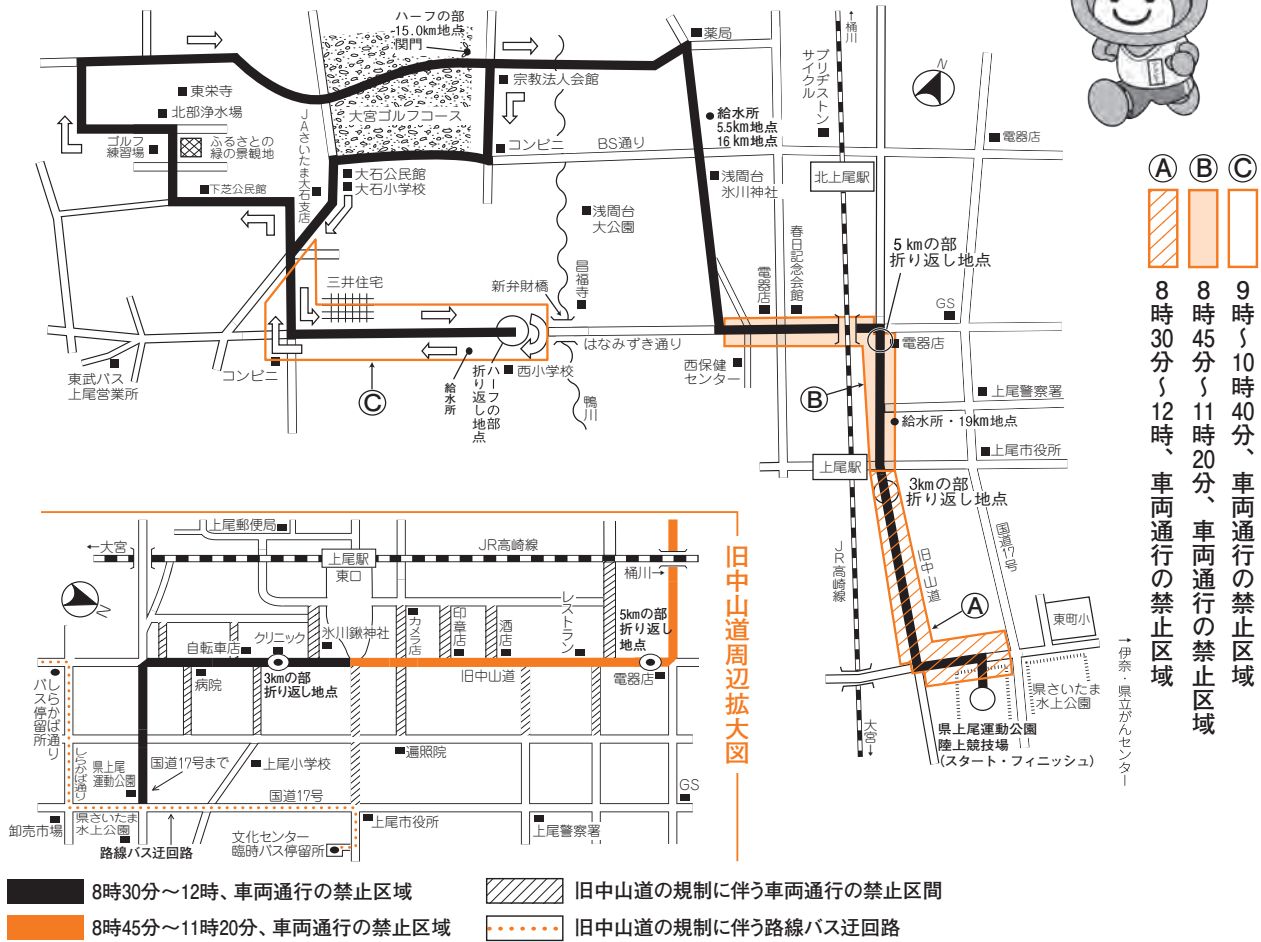 ハーフの部
15.0km地点
関門
薬局
↑桶川
ブリヂストン
サイクル
N
東栄寺
北部浄水場
ゴルフ
練習場
ふるさとの
緑の景観地
JAさいたま大石支店
大宮ゴルフコース
宗教法人会館
コンビニ
BS通り
給水所
5.5km地点
16km地点
電器店
北上尾駅
下芝公民館
大石公民館
大石小学校
浅間台
大公園
浅間台
氷川神社
春日記念会館
電器店
5kmの部
折り返し地点
GS
三井住宅
新弁財橋
昌福寺
はなみずき通り
電器店
東武バス
上尾営業所
コンビニ
C
給水所
ハーフの部
折り返し地点
西小学校
鴨川
西保健
センター
B
上尾警察署
給水所・19km地点
上尾市役所
上尾駅
3kmの部
折り返し地点
国道17号
旧中山道
JR高崎線
A
東町小
→伊奈・県立がんセンター
県さいたま
水上公園
大宮→
県上尾運動公園
陸上競技場
(スタート・フィニッシュ)
A
8時30分～12時、車両通行の禁止区域
B
8時45分～11時20分、車両通行の禁止区域
C
9時～10時40分、車両通行の禁止区域
旧中山道周辺拡大図
上尾郵便局
←大宮
上尾駅
東口
JR高崎線
桶川→
N
自転車店
クリニック
氷川鍬神社
カメラ店
印章店
酒店
レストラン
5kmの部
折り返し
地点
病院
3kmの部
折り返し地点
旧中山道
電器店
しらかば通り
バス停留所
しらかば通り
県上尾
運動公園
国道17号まで
上尾小学校
遍照院
GS
国道17号
卸売市場
県さいたま
水上公園
路線バス迂回路
文化センター
臨時バス停留所
上尾市役所
上尾警察署
8時30分～12時、車両通行の禁止区域
旧中山道の規制に伴う車両通行の禁止区間
8時45分～11時20分、車両通行の禁止区域
旧中山道の規制に伴う路線バス迂回路